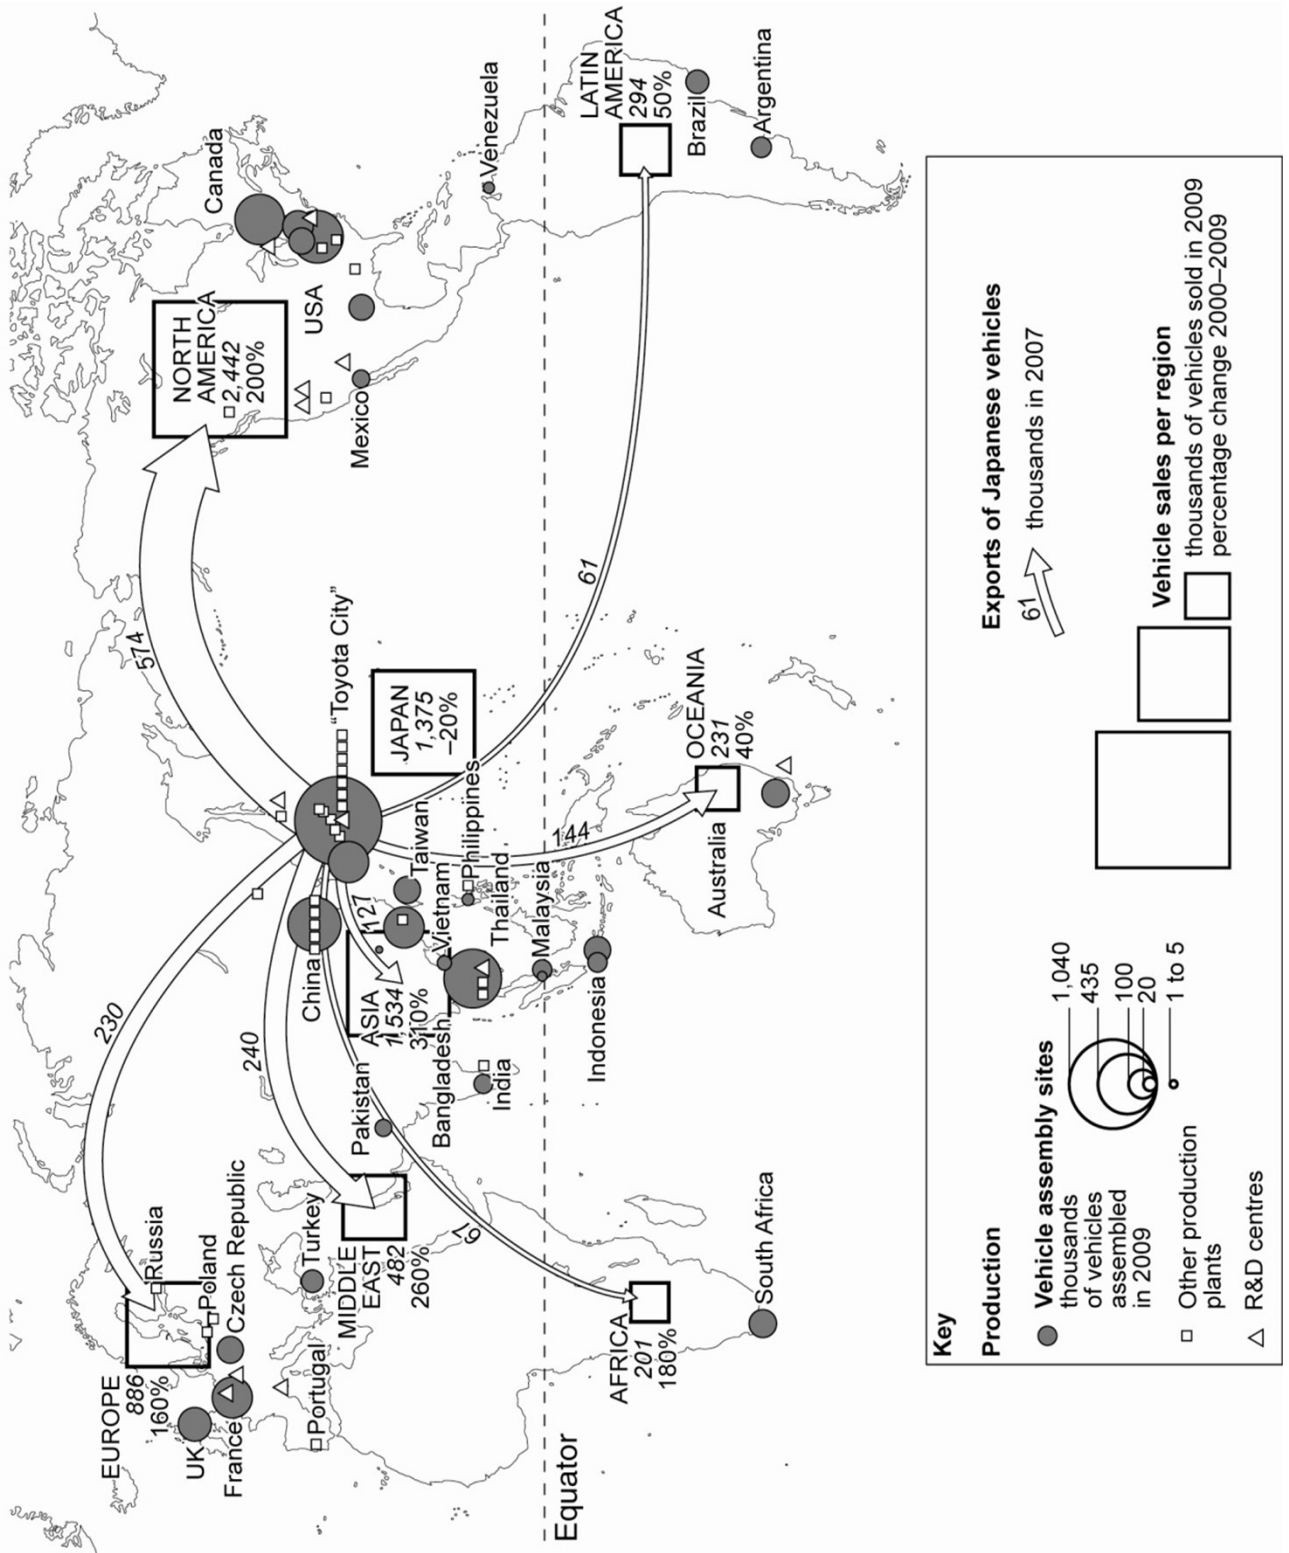 EUROPE
886
160%
UK
France
Portugal
Czech Republic
Poland
Russia
Turkey
MIDDLE
EAST
482
260%
AFRICA
201
180%
South Africa
Equator
230
240
67
Pakistan
Bangladesh
India
China
ASIA
1,534
310%
127
Vietnam
Thailand
Taiwan
Philippines
Malaysia
Indonesia
"Toyota City"
JAPAN
1,375
–20%
144
Australia
OCEANIA
231
40%
574
61
NORTH
AMERICA
2,442
200%
Canada
USA
Mexico
Venezuela
LATIN
AMERICA
294
50%
Brazil
Argentina
Key
Production
Vehicle assembly sites
thousands
of vehicles
assembled
in 2009
1,040
435
100
20
1 to 5
Other production
plants
R&D centres
Exports of Japanese vehicles
61
thousands in 2007
Vehicle sales per region
thousands of vehicles sold in 2009
percentage change 2000–2009